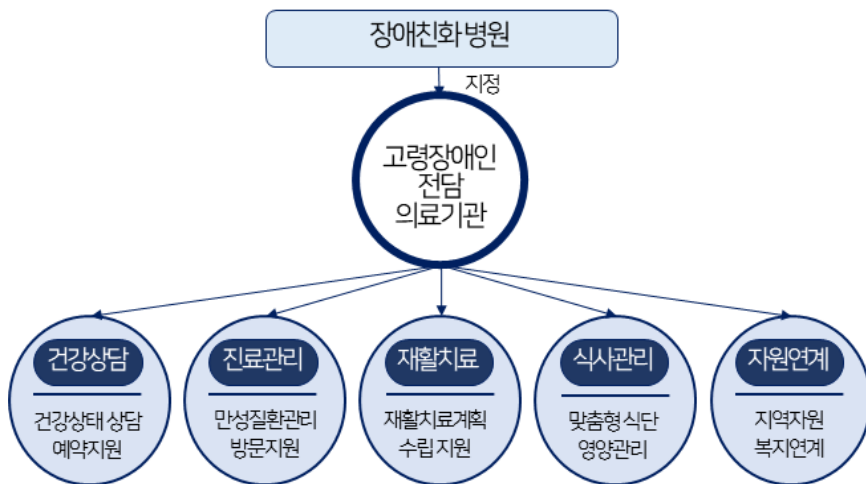 장애친화 병원
지정
고령장애인
전담
의료기관
건강상담
건강상태 상담
예약지원
진료관리
만성질환관리
방문지원
재활치료
재활치료계획
수립 지원
식사관리
맞춤형 식단
영양관리
자원연계
지역자원
복지연계